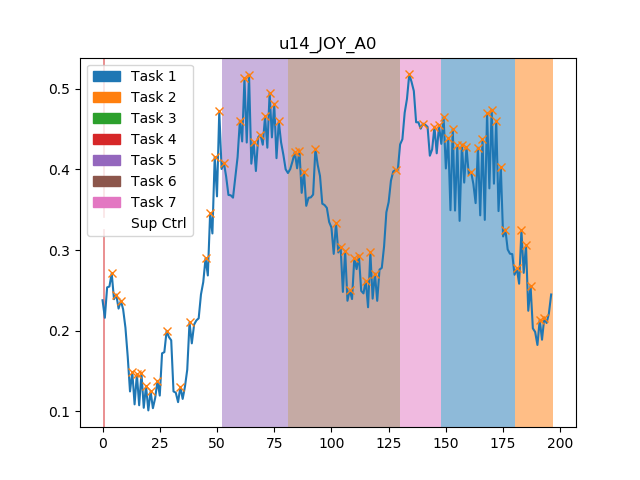 u14_JOY_A0
Task 1
Task 2
Task 3
Task 4
Task 5
Task 6
Task 7
Sup Ctrl
0.5
0.4
0.3
0.2
0.1
0 25 50 75 100 125 150 175 200